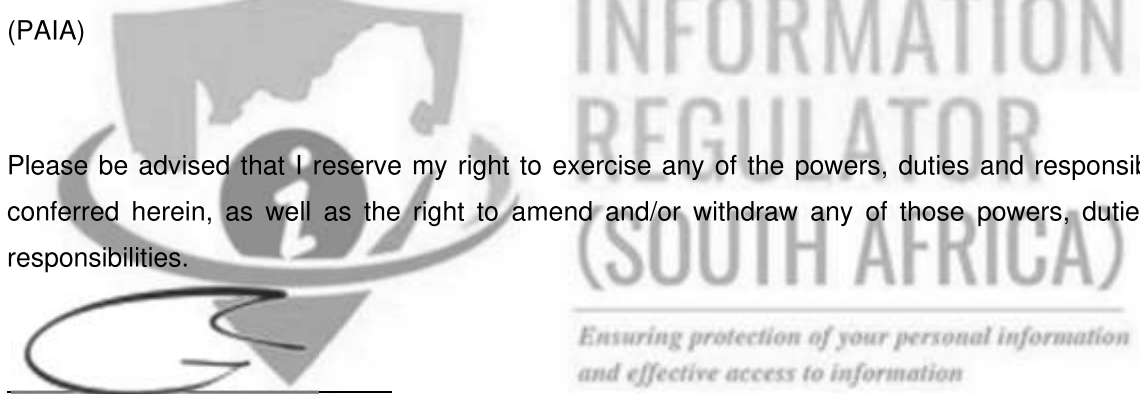 (PAIA)
INFORMATION
REGULATOR
(SOUTH AFRICA)
Ensuring protection of your personal information
and effective access to information
Please be advised that I reserve my right to exercise any of the powers, duties and responsib
conferred herein, as well as the right to amend and/or withdraw any of those powers, dutie
responsibilities.